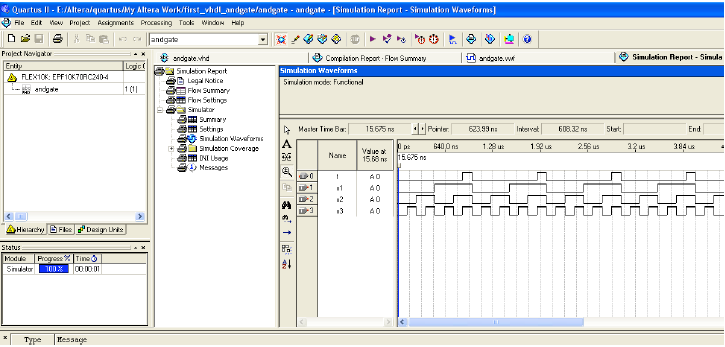 Quartus II - E:/Altera/quartus/My Altera Work/first_vhdl_andgate/andgate - andgate - [Simulation Report - Simulation Waveforms]
File Edit View Project Assignments Processing Tools Window Help
andgate
Project Navigator
Entity Logic C
FLEX10K: EPF10K70RC240-4
andgate 1 (1)
Hierarchy Files Design Units
Status
Module Progress % Time
Simulator 100 % 00:00:01
andgate.vhd Compilation Report - Flow Summary andgate.vwf Simulation Report - Simula
Simulation Report
Legal Notice
Flow Summary
Flow Settings
Simulator
Summary
Settings
Simulation Waveforms
Simulation Coverage
INI Usage
Messages
Simulation Waveforms
Simulation mode: Functional
Master Time Bar: 15.675 ns Pointer: 623.99 ns Interval: 608.32 ns Start: End:
Name Value at 15.68 ns
0 ps 640.0 ns 1.28 us 1.92 us 2.56 us 3.2 us 3.84 us
15.675 ns
0 f A 0
1 x1 A 0
2 x2 A 0
3 x3 A 0
Type Message